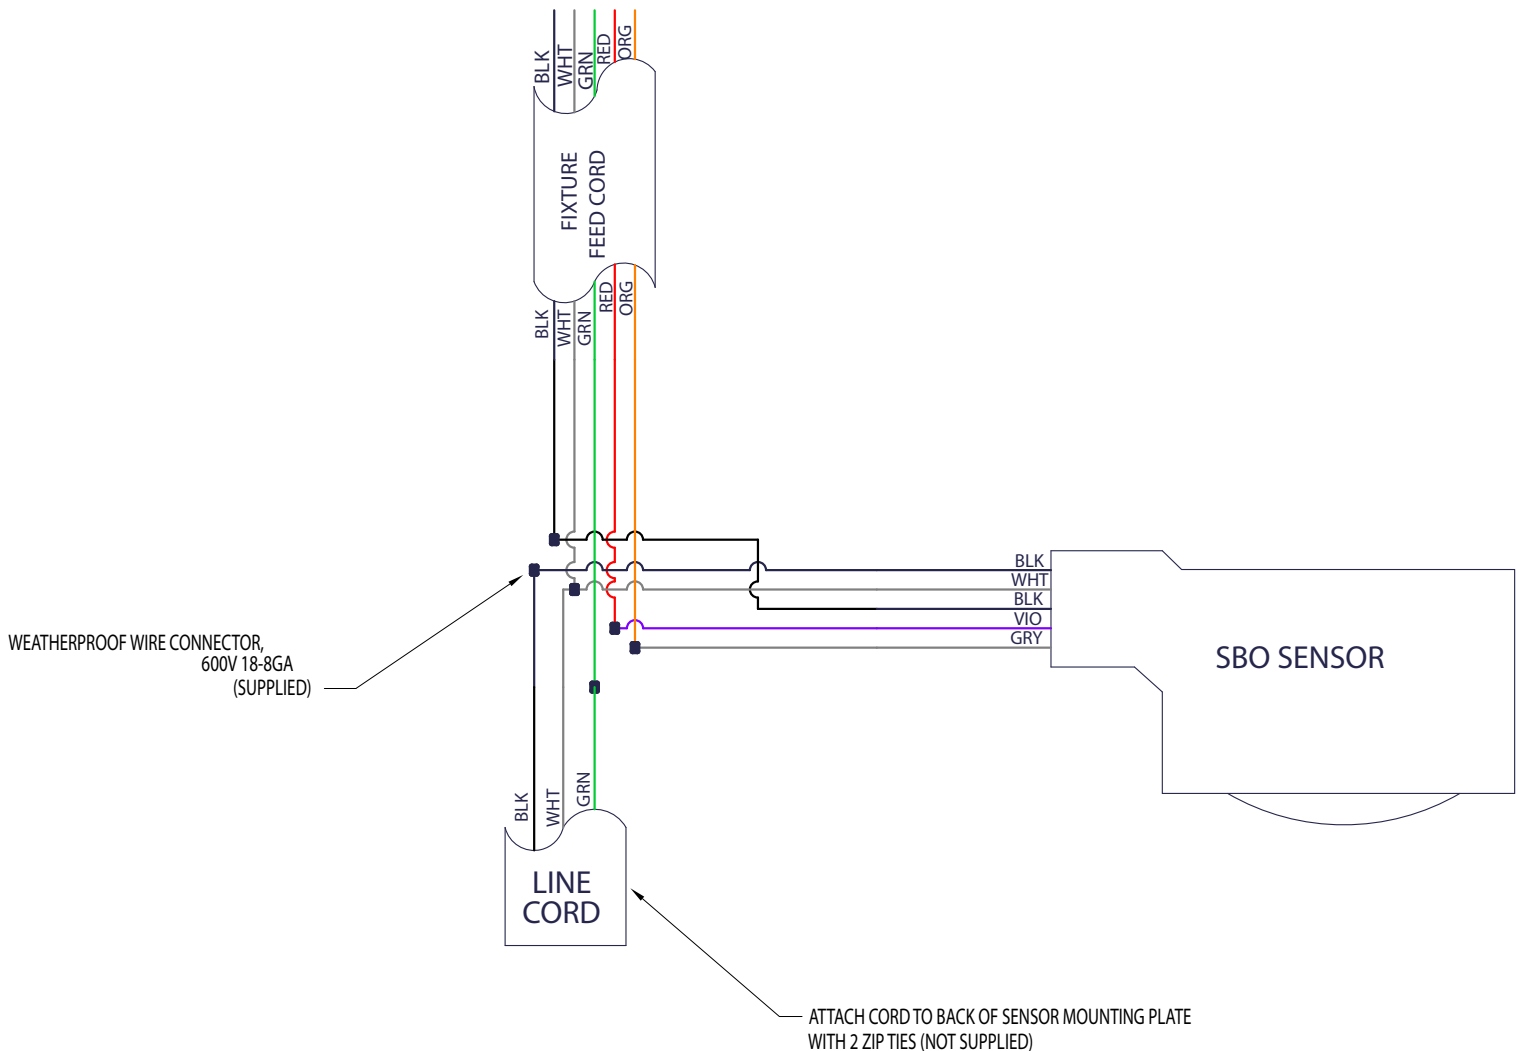 BLK
WHT
GRN
RED
ORG
FIXTURE
FEED CORD
BLK
WHT
GRN
RED
ORG
BLK
WHT
BLK
VIO
GRY
SBO SENSOR
WEATHERPROOF WIRE CONNECTOR,
600V 18-8GA
(SUPPLIED)
BLK
WHT
GRN
LINE
CORD
ATTACH CORD TO BACK OF SENSOR MOUNTING PLATE
WITH 2 ZIP TIES (NOT SUPPLIED)